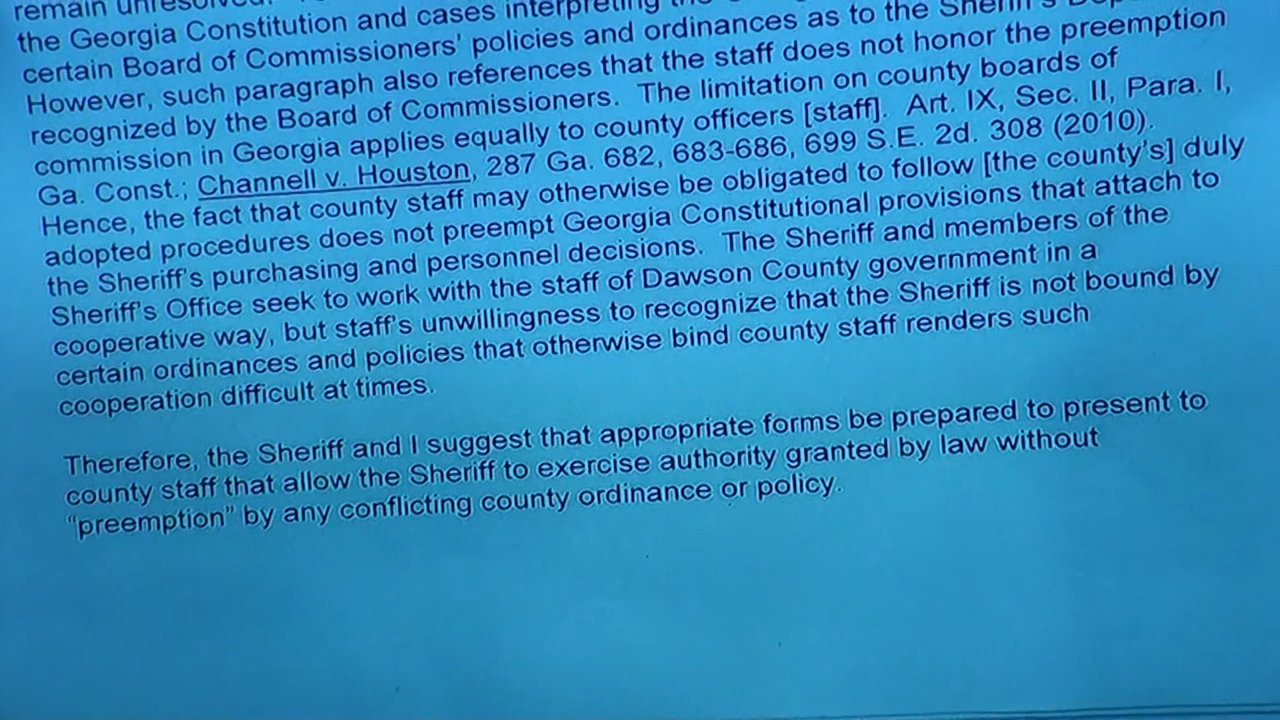 remain unresolved.
the Georgia Constitution and cases interpreting the
certain Board of Commissioners' policies and ordinances as to the Sheriff's
However, such paragraph also references that the staff does not honor the preemption
recognized by the Board of Commissioners. The limitation on county boards of
commission in Georgia applies equally to county officers [staff]. Art. IX, Sec. II, Para. I,
Ga. Const.; Channell v. Houston, 287 Ga. 682, 683-686, 699 S.E. 2d. 308 (2010).
Hence, the fact that county staff may otherwise be obligated to follow [the county's] duly
adopted procedures does not preempt Georgia Constitutional provisions that attach to
the Sheriff's purchasing and personnel decisions. The Sheriff and members of the
Sheriff's Office seek to work with the staff of Dawson County government in a
cooperative way, but staff's unwillingness to recognize that the Sheriff is not bound by
certain ordinances and policies that otherwise bind county staff renders such
cooperation difficult at times.
Therefore, the Sheriff and I suggest that appropriate forms be prepared to present to
county staff that allow the Sheriff to exercise authority granted by law without
"preemption" by any conflicting county ordinance or policy.